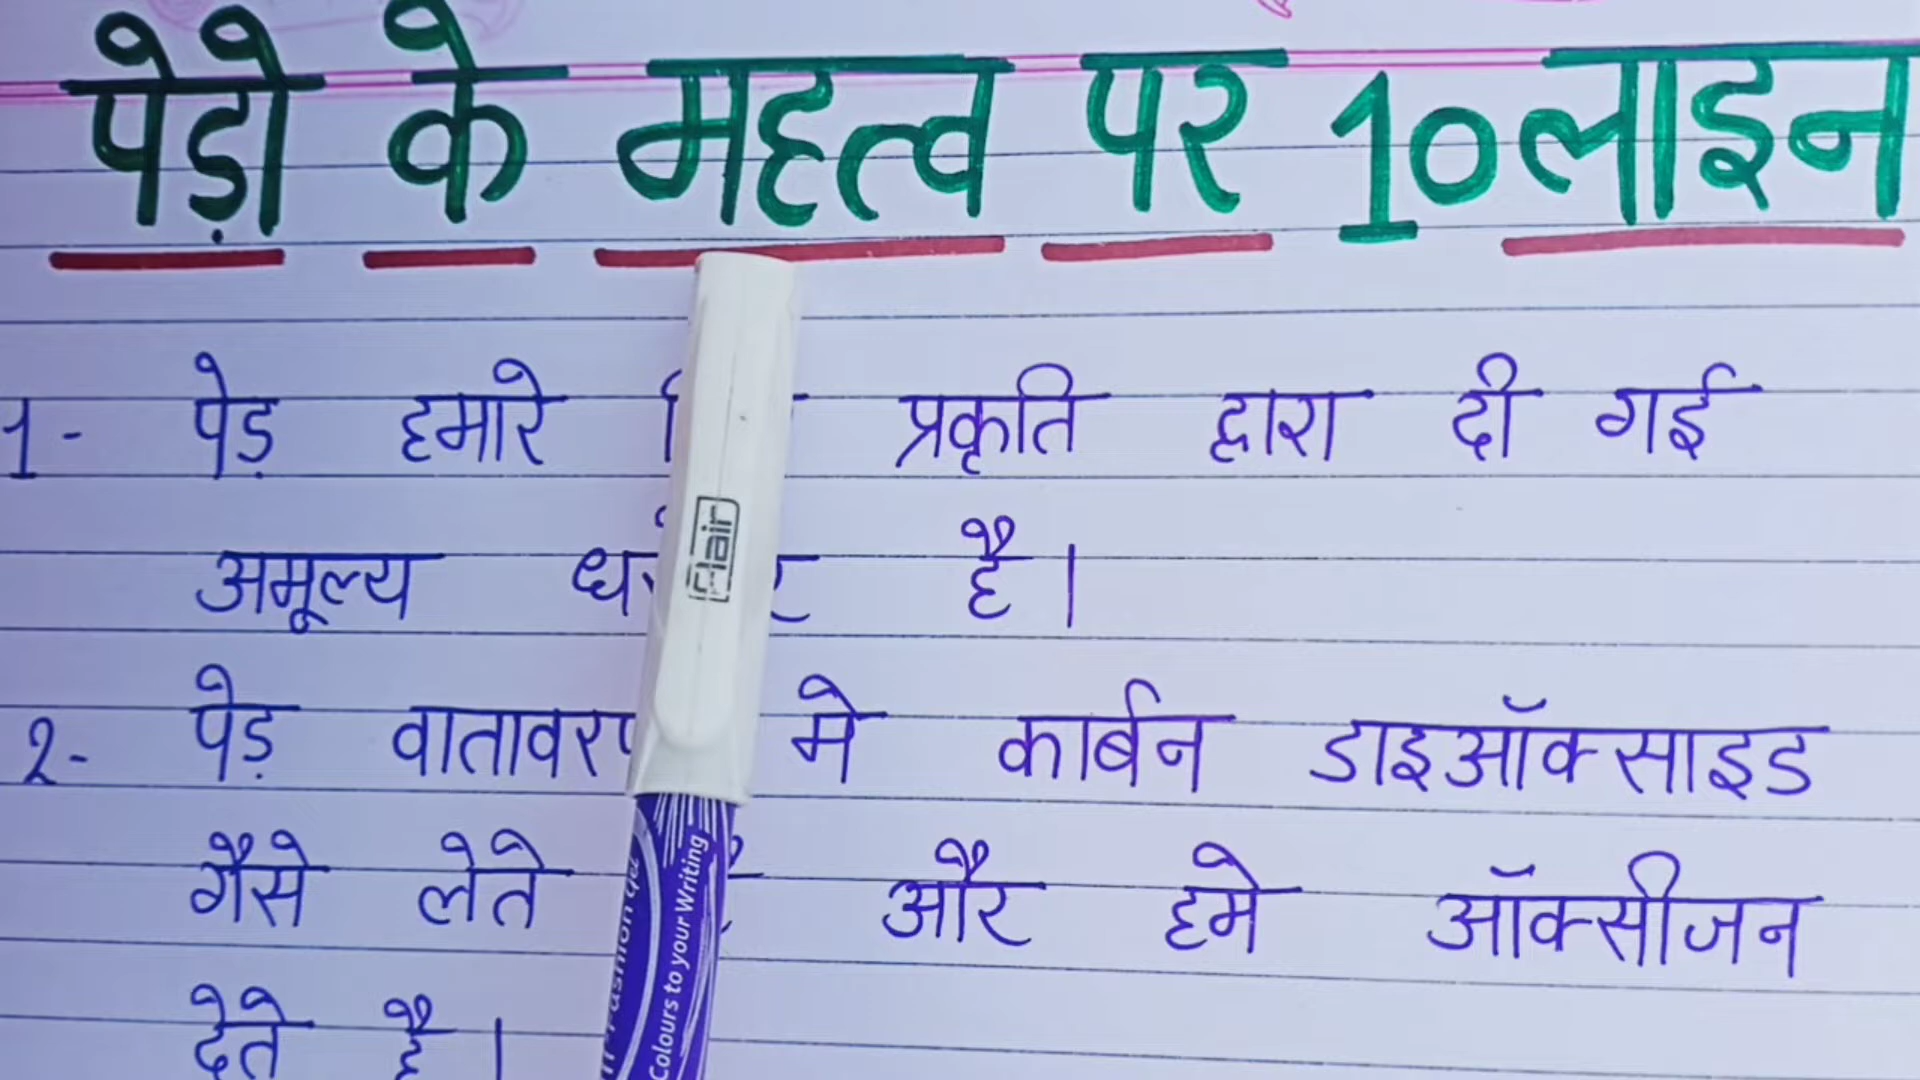 पेड़ो के महत्व पर 10 लाइन
1- पेड़ हमारे प्रकृति द्वारा दी गई
अमूल्य है।
2- पेड़ मे कार्बन डाइऑक्साइड
गैसे लेते और हमे ऑक्सीजन
देते है।
Flair
Colours to your Writing